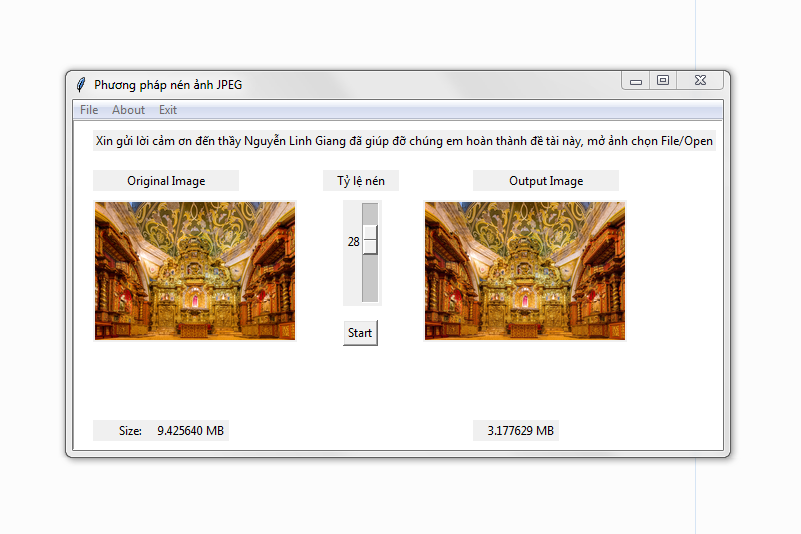 Phương pháp nén ảnh JPEG
File About Exit
Xin gửi lời cảm ơn đến thầy Nguyễn Linh Giang đã giúp đỡ chúng em hoàn thành đề tài này, mở ảnh chọn File/Open
Original Image Tỷ lệ nén Output Image
28
Start
Size: 9.425640 MB 3.177629 MB